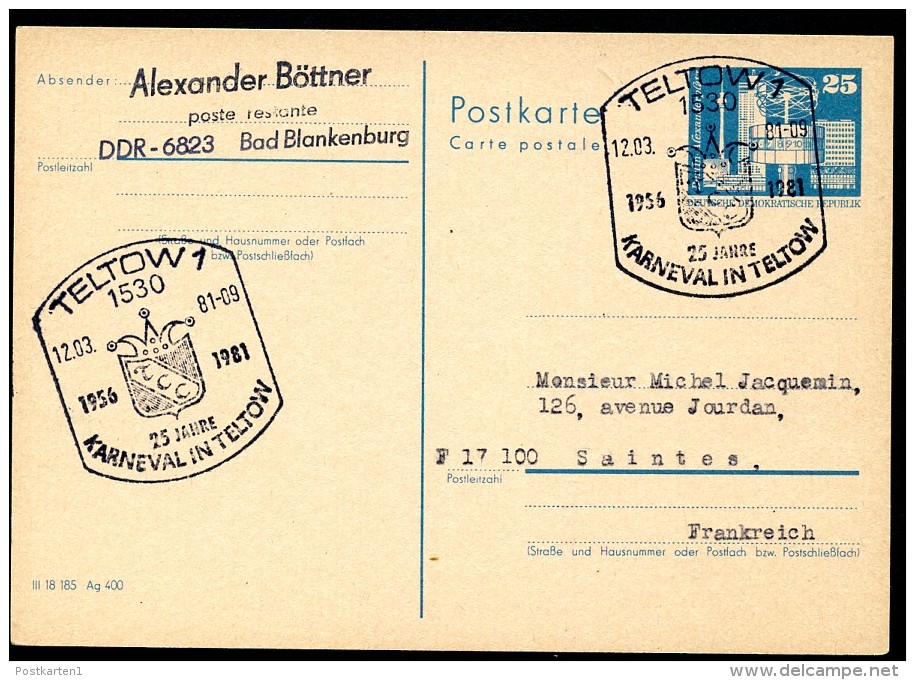 Absender: Alexander Böttner
poste restante
DDR-6823 Bad Blankenburg
Postleitzahl
(Straße und Hausnummer oder Postfach
bzw. Postschließfach)
TELTOW 1
1530
12.03. 81-09
1956 1981
TCC
25 JAHRE
KARNEVAL IN TELTOW
III 18 185 Ag 400
Postkarte
Carte postale
25
DEUTSCHE DEMOKRATISCHE REPUBLIK
TELTOW 1
1530
12.03. 81-09
1956 1981
25 JAHRE
KARNEVAL IN TELTOW
Monsieur Michel Jacquemin,
126, avenue Jourdan,
F 17 100 Saintes,
Postleitzahl
Frankreich
(Straße und Hausnummer oder Postfach bzw. Postschließfach)
Postkarten1
delcampe.net